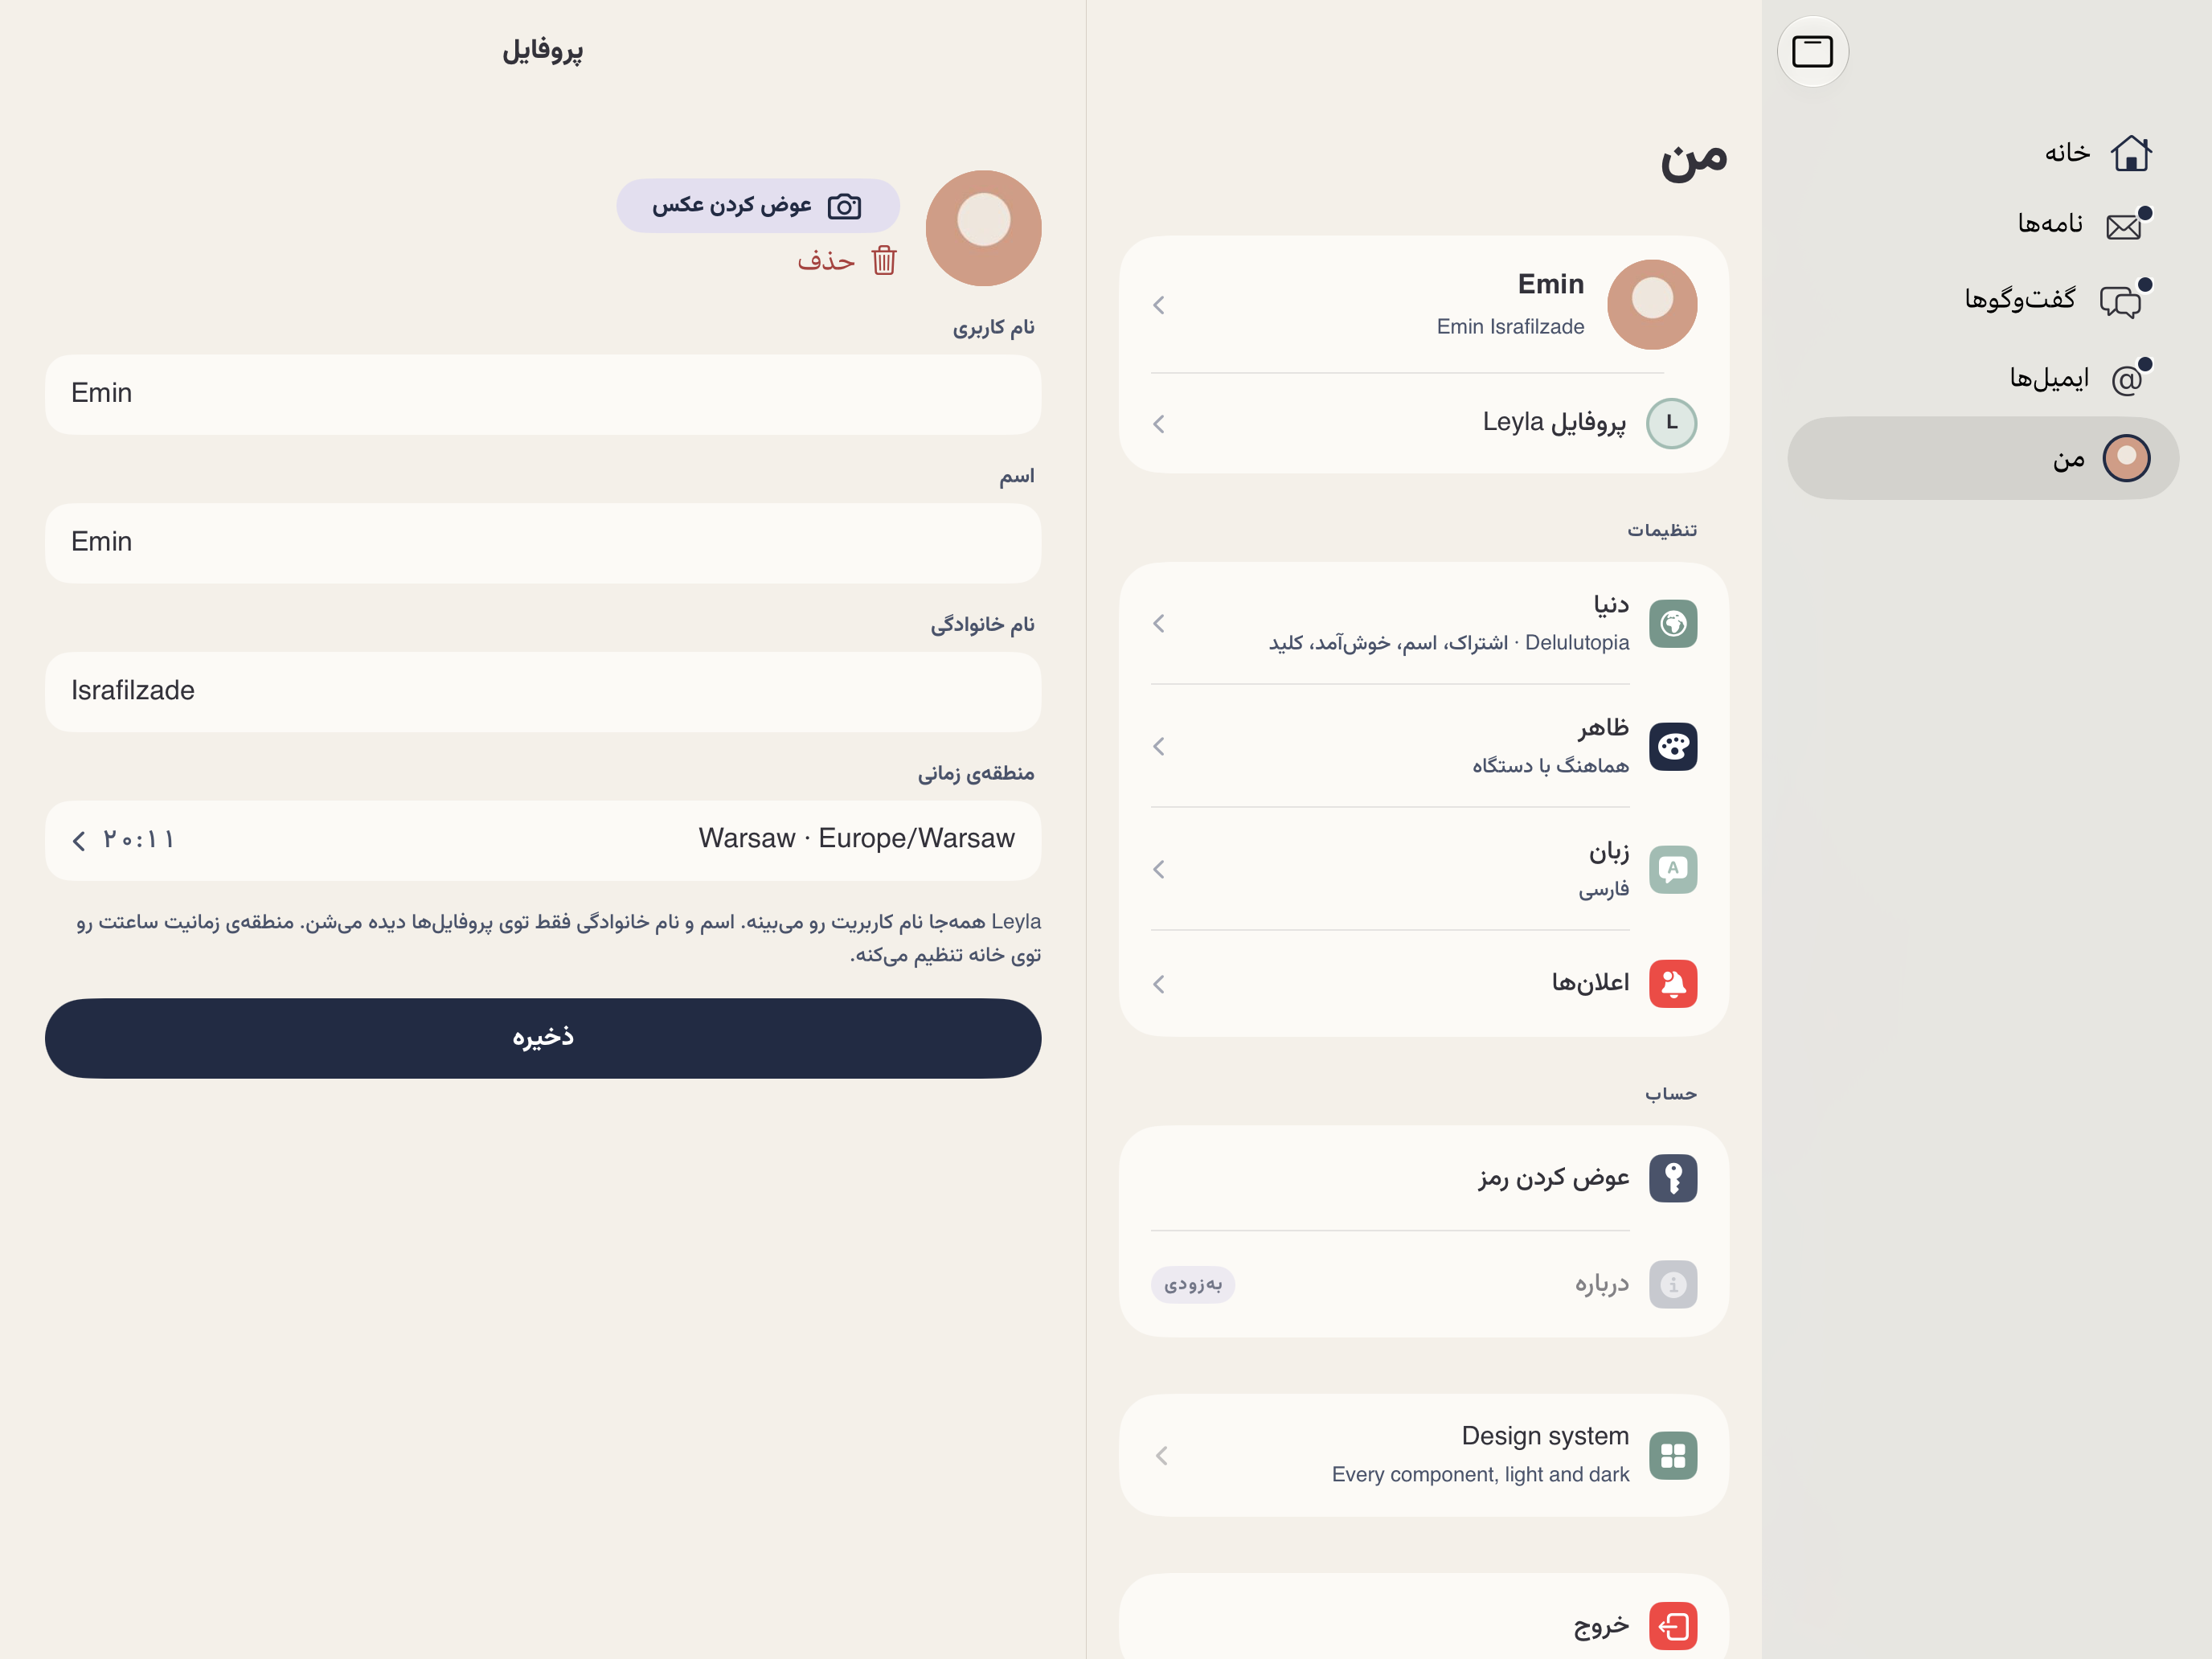 خانه
نامه‌ها
گفت‌وگوها
ایمیل‌ها
من
من
Emin
Emin Israfilzade
L
پروفایل Leyla
تنظیمات
دنیا
Delulutopia · اشتراک، اسم، خوش‌آمد، کلید
ظاهر
هماهنگ با دستگاه
زبان
فارسی
اعلان‌ها
حساب
عوض کردن رمز
درباره
به‌زودی
Design system
Every component, light and dark
خروج
پروفایل
عوض کردن عکس
حذف
نام کاربری
Emin
اسم
Emin
نام خانوادگی
Israfilzade
منطقه‌ی زمانی
Warsaw · Europe/Warsaw
۲۰:۱۱
Leyla همه‌جا نام کاربریت رو می‌بینه. اسم و نام خانوادگی فقط توی پروفایل‌ها دیده می‌شن. منطقه‌ی زمانیت ساعتت رو
توی خانه تنظیم می‌کنه.
ذخیره